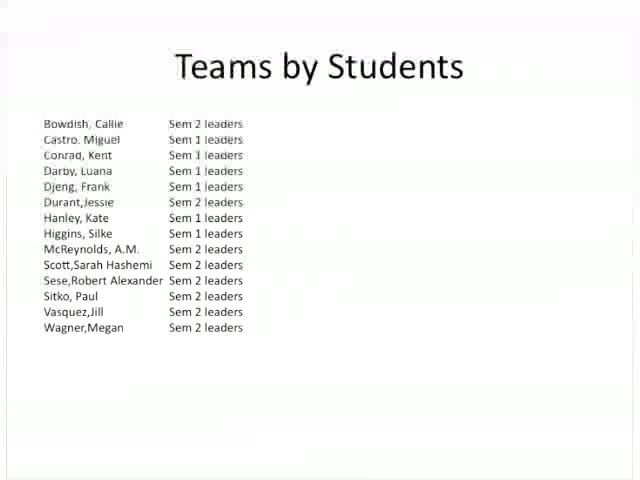 Teams by Students
Bowdish, Callie Sem 2 leaders
Castro. Miguel Sem 1 leaders
Conrad, Kent Sem 1 leaders
Darby, Luana Sem 1 leaders
Djeng, Frank Sem 1 leaders
Durant,Jessie Sem 2 leaders
Hanley, Kate Sem 1 leaders
Higgins, Silke Sem 1 leaders
McReynolds, A.M. Sem 2 leaders
Scott,Sarah Hashemi Sem 2 leaders
Sese,Robert Alexander Sem 2 leaders
Sitko, Paul Sem 2 leaders
Vasquez,Jill Sem 2 leaders
Wagner,Megan Sem 2 leaders